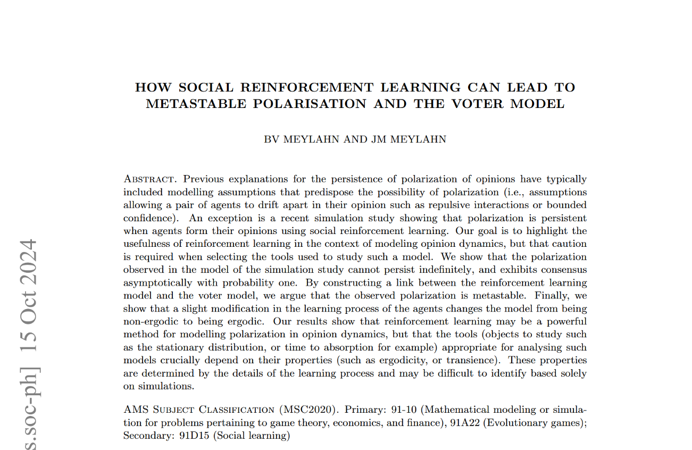 HOW SOCIAL REINFORCEMENT LEARNING CAN LEAD TO
METASTABLE POLARISATION AND THE VOTER MODEL
BV MEYLAHN AND JM MEYLAHN
ABSTRACT. Previous explanations for the persistence of polarization of opinions have typically
included modelling assumptions that predispose the possibility of polarization (i.e., assumptions
allowing a pair of agents to drift apart in their opinion such as repulsive interactions or bounded
confidence). An exception is a recent simulation study showing that polarization is persistent
when agents form their opinions using social reinforcement learning. Our goal is to highlight the
usefulness of reinforcement learning in the context of modeling opinion dynamics, but that caution
is required when selecting the tools used to study such a model. We show that the polarization
observed in the model of the simulation study cannot persist indefinitely, and exhibits consensus
asymptotically with probability one. By constructing a link between the reinforcement learning
model and the voter model, we argue that the observed polarization is metastable. Finally, we
show that a slight modification in the learning process of the agents changes the model from being
non-ergodic to being ergodic. Our results show that reinforcement learning may be a powerful
method for modelling polarization in opinion dynamics, but that the tools (objects to study such
as the stationary distribution, or time to absorption for example) appropriate for analysing such
models crucially depend on their properties (such as ergodicity, or transience). These properties
are determined by the details of the learning process and may be difficult to identify based solely
on simulations.
AMS SUBJECT CLASSIFICATION (MSC2020). Primary: 91-10 (Mathematical modeling or simula-
tion for problems pertaining to game theory, economics, and finance), 91A22 (Evolutionary games);
Secondary: 91D15 (Social learning)
s.soc-ph] 15 Oct 2024